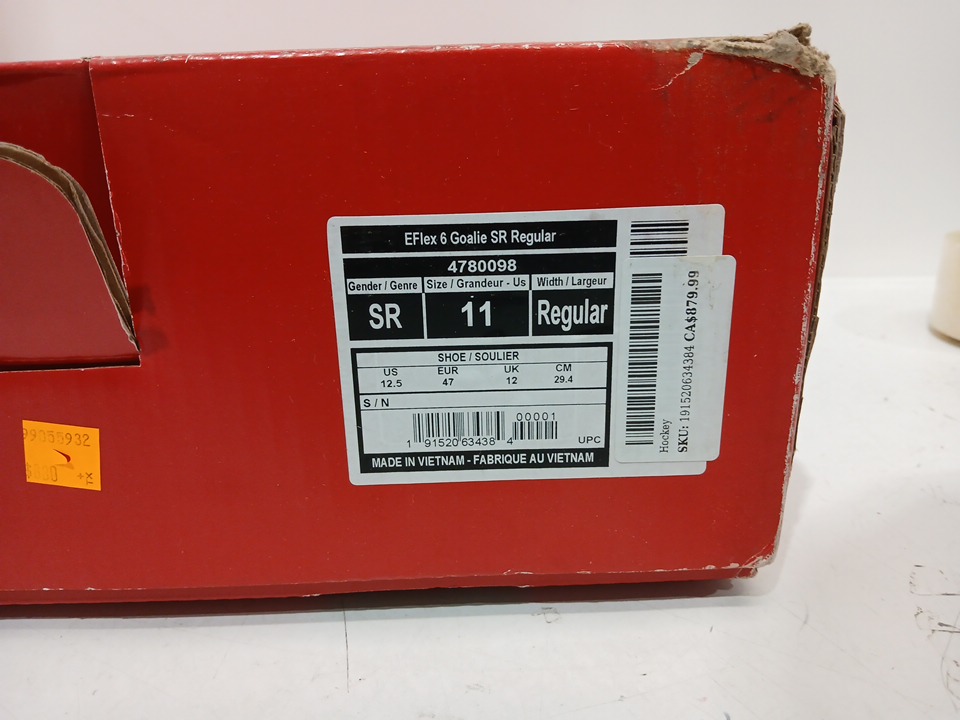 EFlex 6 Goalie SR Regular
4780098
Gender / Genre
Size / Grandeur - Us
Width / Largeur
SR
11
Regular
SHOE / SOULIER
US EUR UK CM
12.5 47 12 29.4
S / N
00001
1 91520 63438 4
UPC
MADE IN VIETNAM - FABRIQUE AU VIETNAM
Hockey
SKU: 191520634384 CA$879.99
99055932
+TX